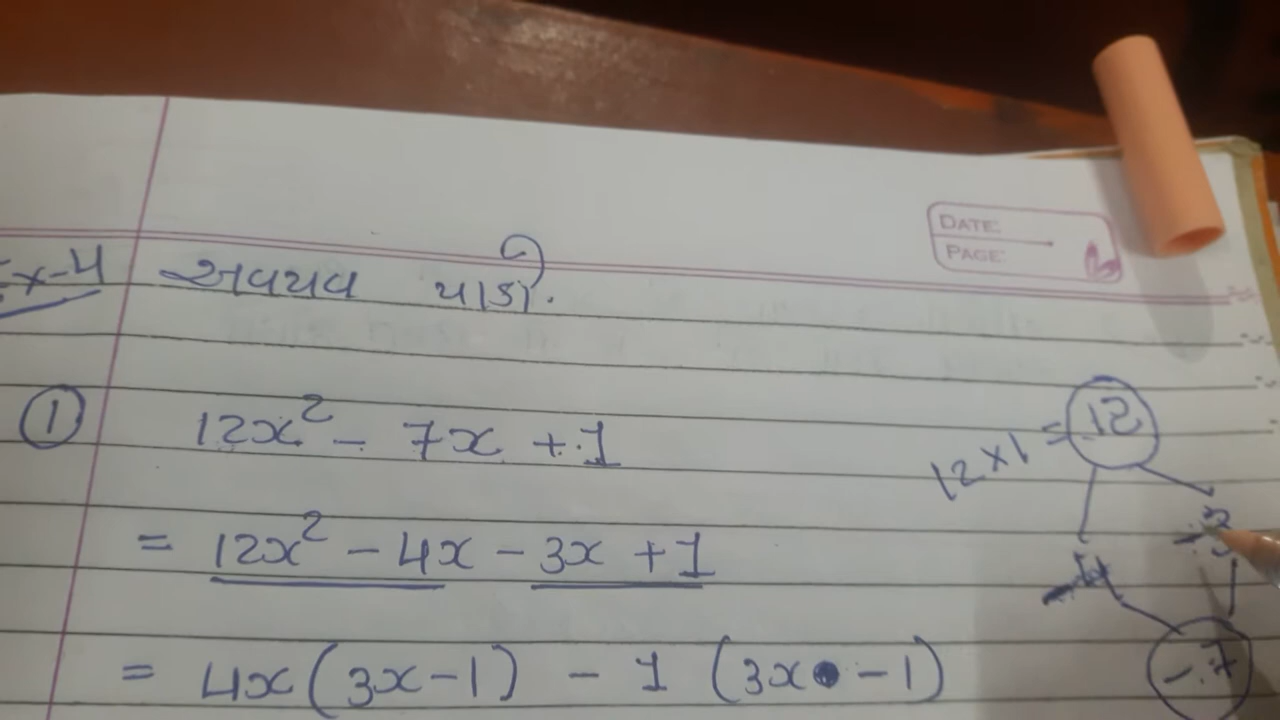 DATE:
PAGE:
Ex-4 અવયવ પાડો.
① 12x² - 7x + 1
12 × 1 = 12
= 12x² - 4x - 3x + 1
-4 -3
= 4x(3x-1) - 1 (3x - 1)
-7